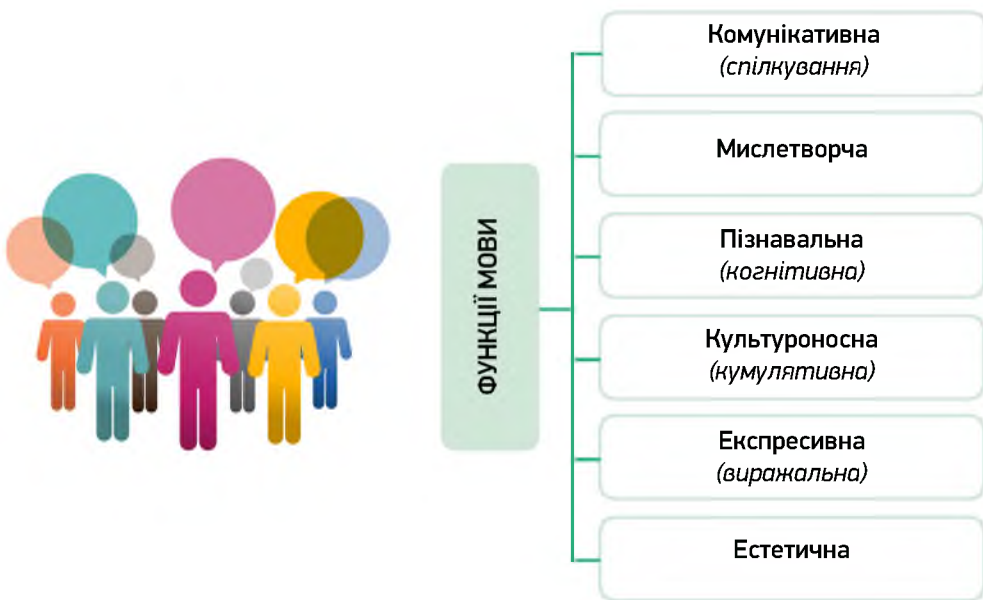 ФУНКЦІЇ МОВИ
Комунікативна
(спілкування)
Мислетворча
Пізнавальна
(когнітивна)
Культуроносна
(кумулятивна)
Експресивна
(виражальна)
Естетична